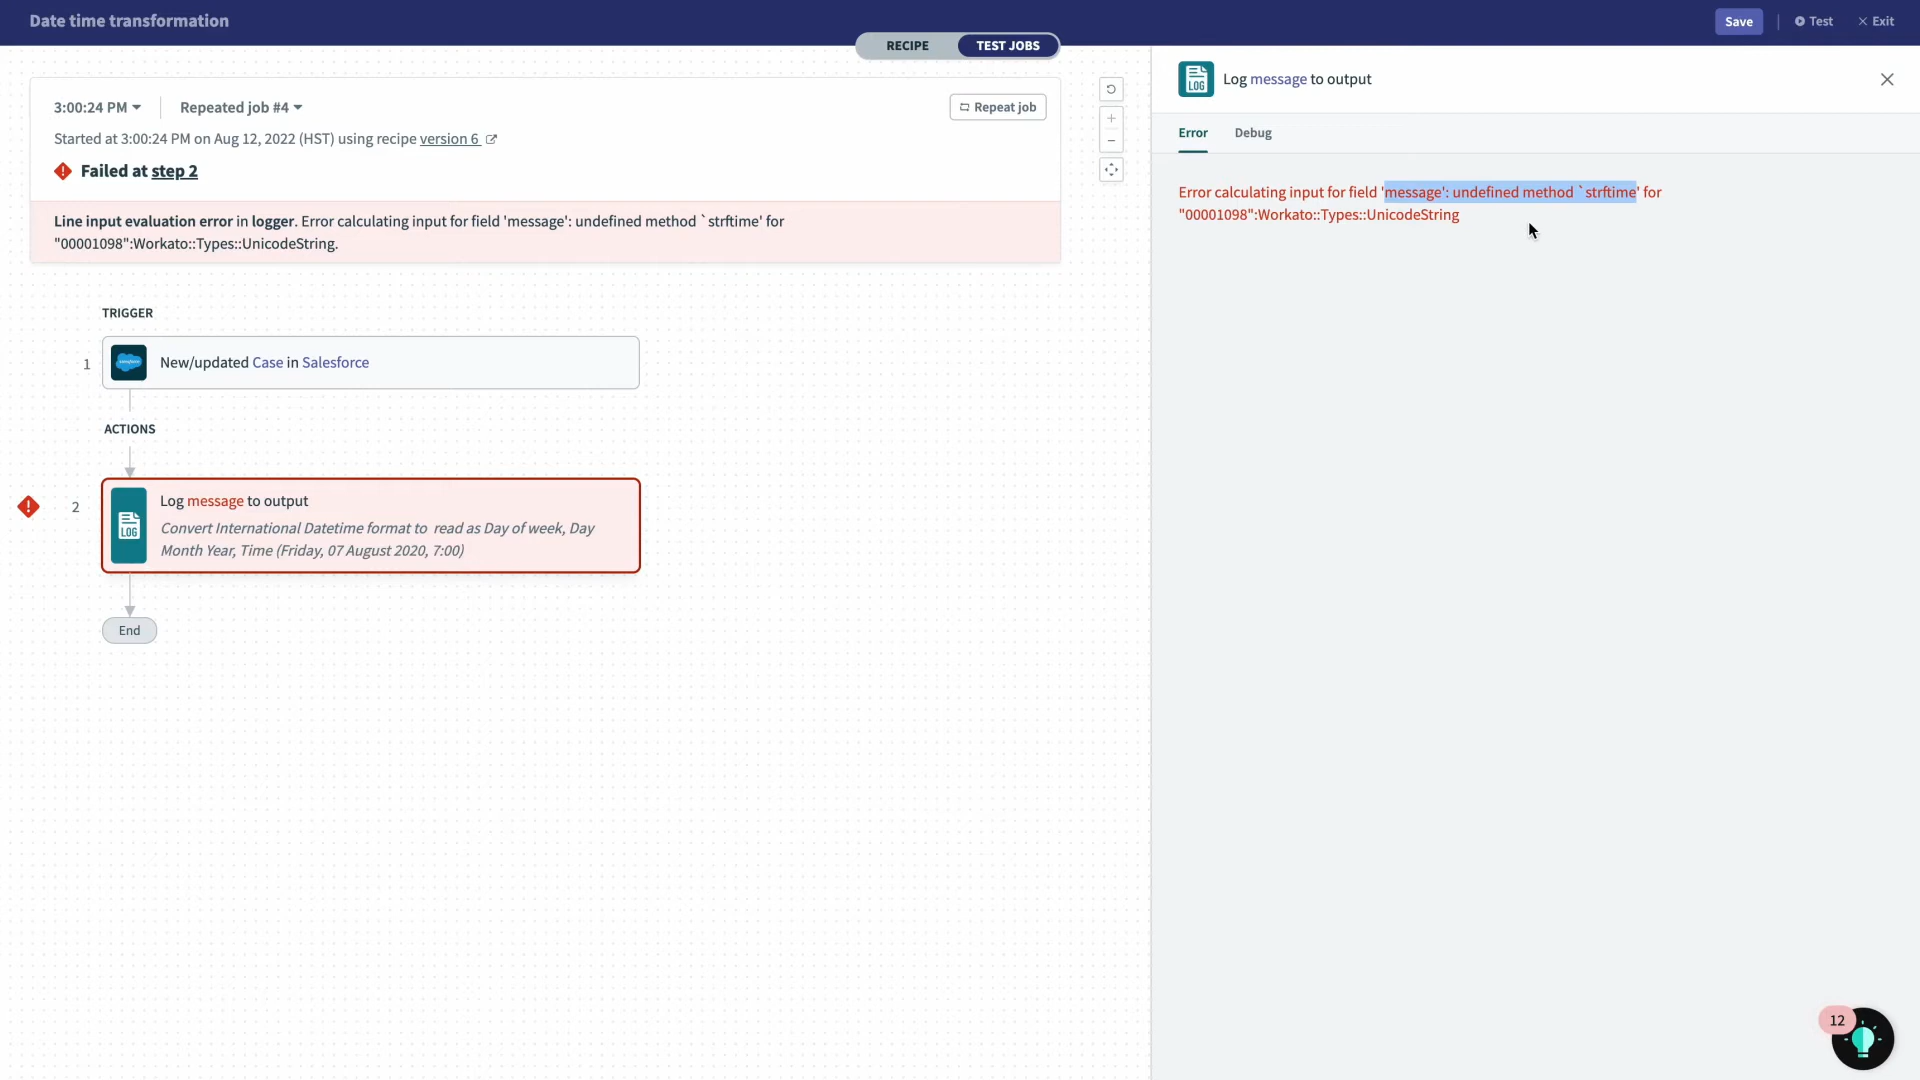 Date time transformation
Save
Test
Exit
RECIPE
TEST JOBS
3:00:24 PM
Repeated job #4
Repeat job
Started at 3:00:24 PM on Aug 12, 2022 (HST) using recipe version 6
Failed at step 2
Line input evaluation error in logger. Error calculating input for field 'message': undefined method `strftime' for
"00001098":Workato::Types::UnicodeString.
TRIGGER
1
salesforce
New/updated Case in Salesforce
ACTIONS
2
LOG
Log message to output
Convert International Datetime format to read as Day of week, Day
Month Year, Time (Friday, 07 August 2020, 7:00)
End
LOG
Log message to output
Error
Debug
Error calculating input for field 'message': undefined method `strftime' for
"00001098":Workato::Types::UnicodeString
12